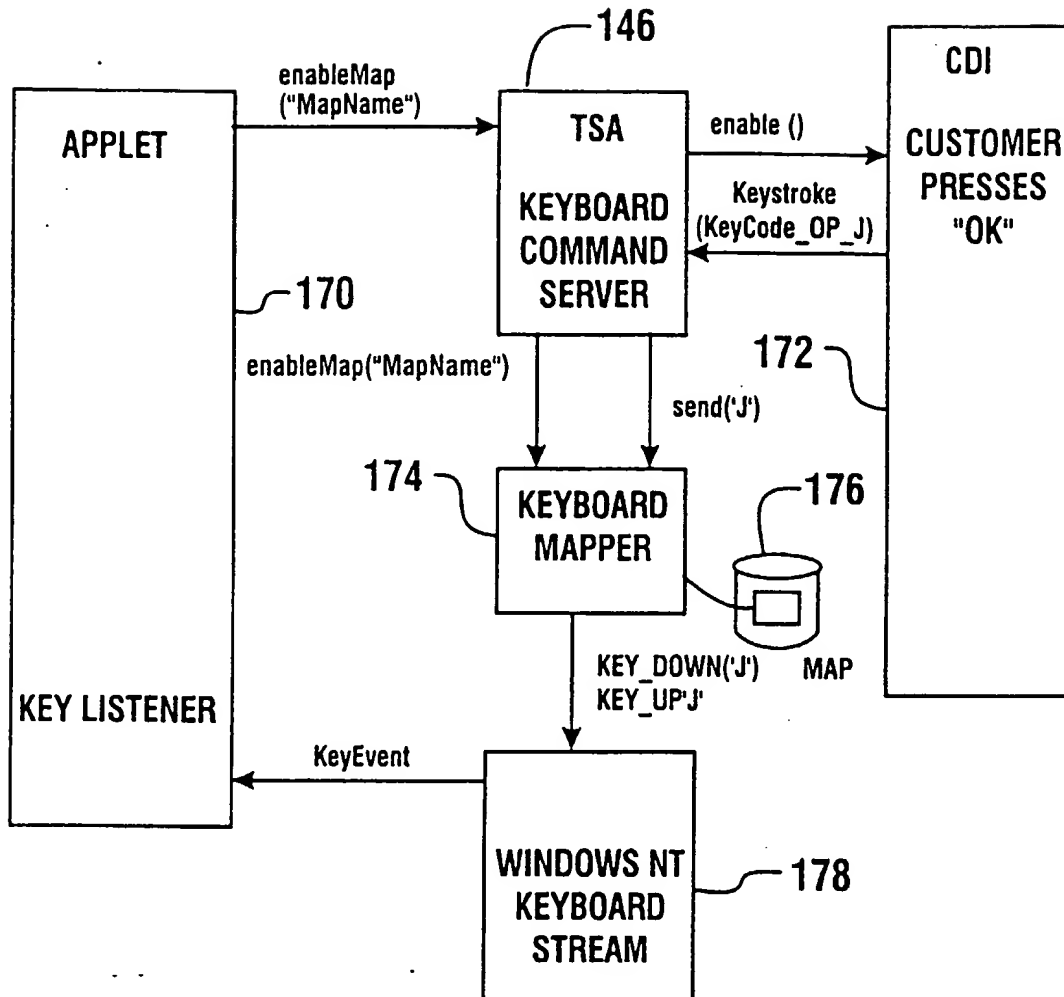 146
enableMap
("MapName")
APPLET
TSA
KEYBOARD
COMMAND
SERVER
enable ()
Keystroke
(KeyCode_OP_J)
CDI
CUSTOMER
PRESSES
"OK"
170
172
enableMap("MapName")
send('J')
174
KEYBOARD
MAPPER
176
MAP
KEY_DOWN('J')
KEY_UP'J'
KEY LISTENER
KeyEvent
WINDOWS NT
KEYBOARD
STREAM
178